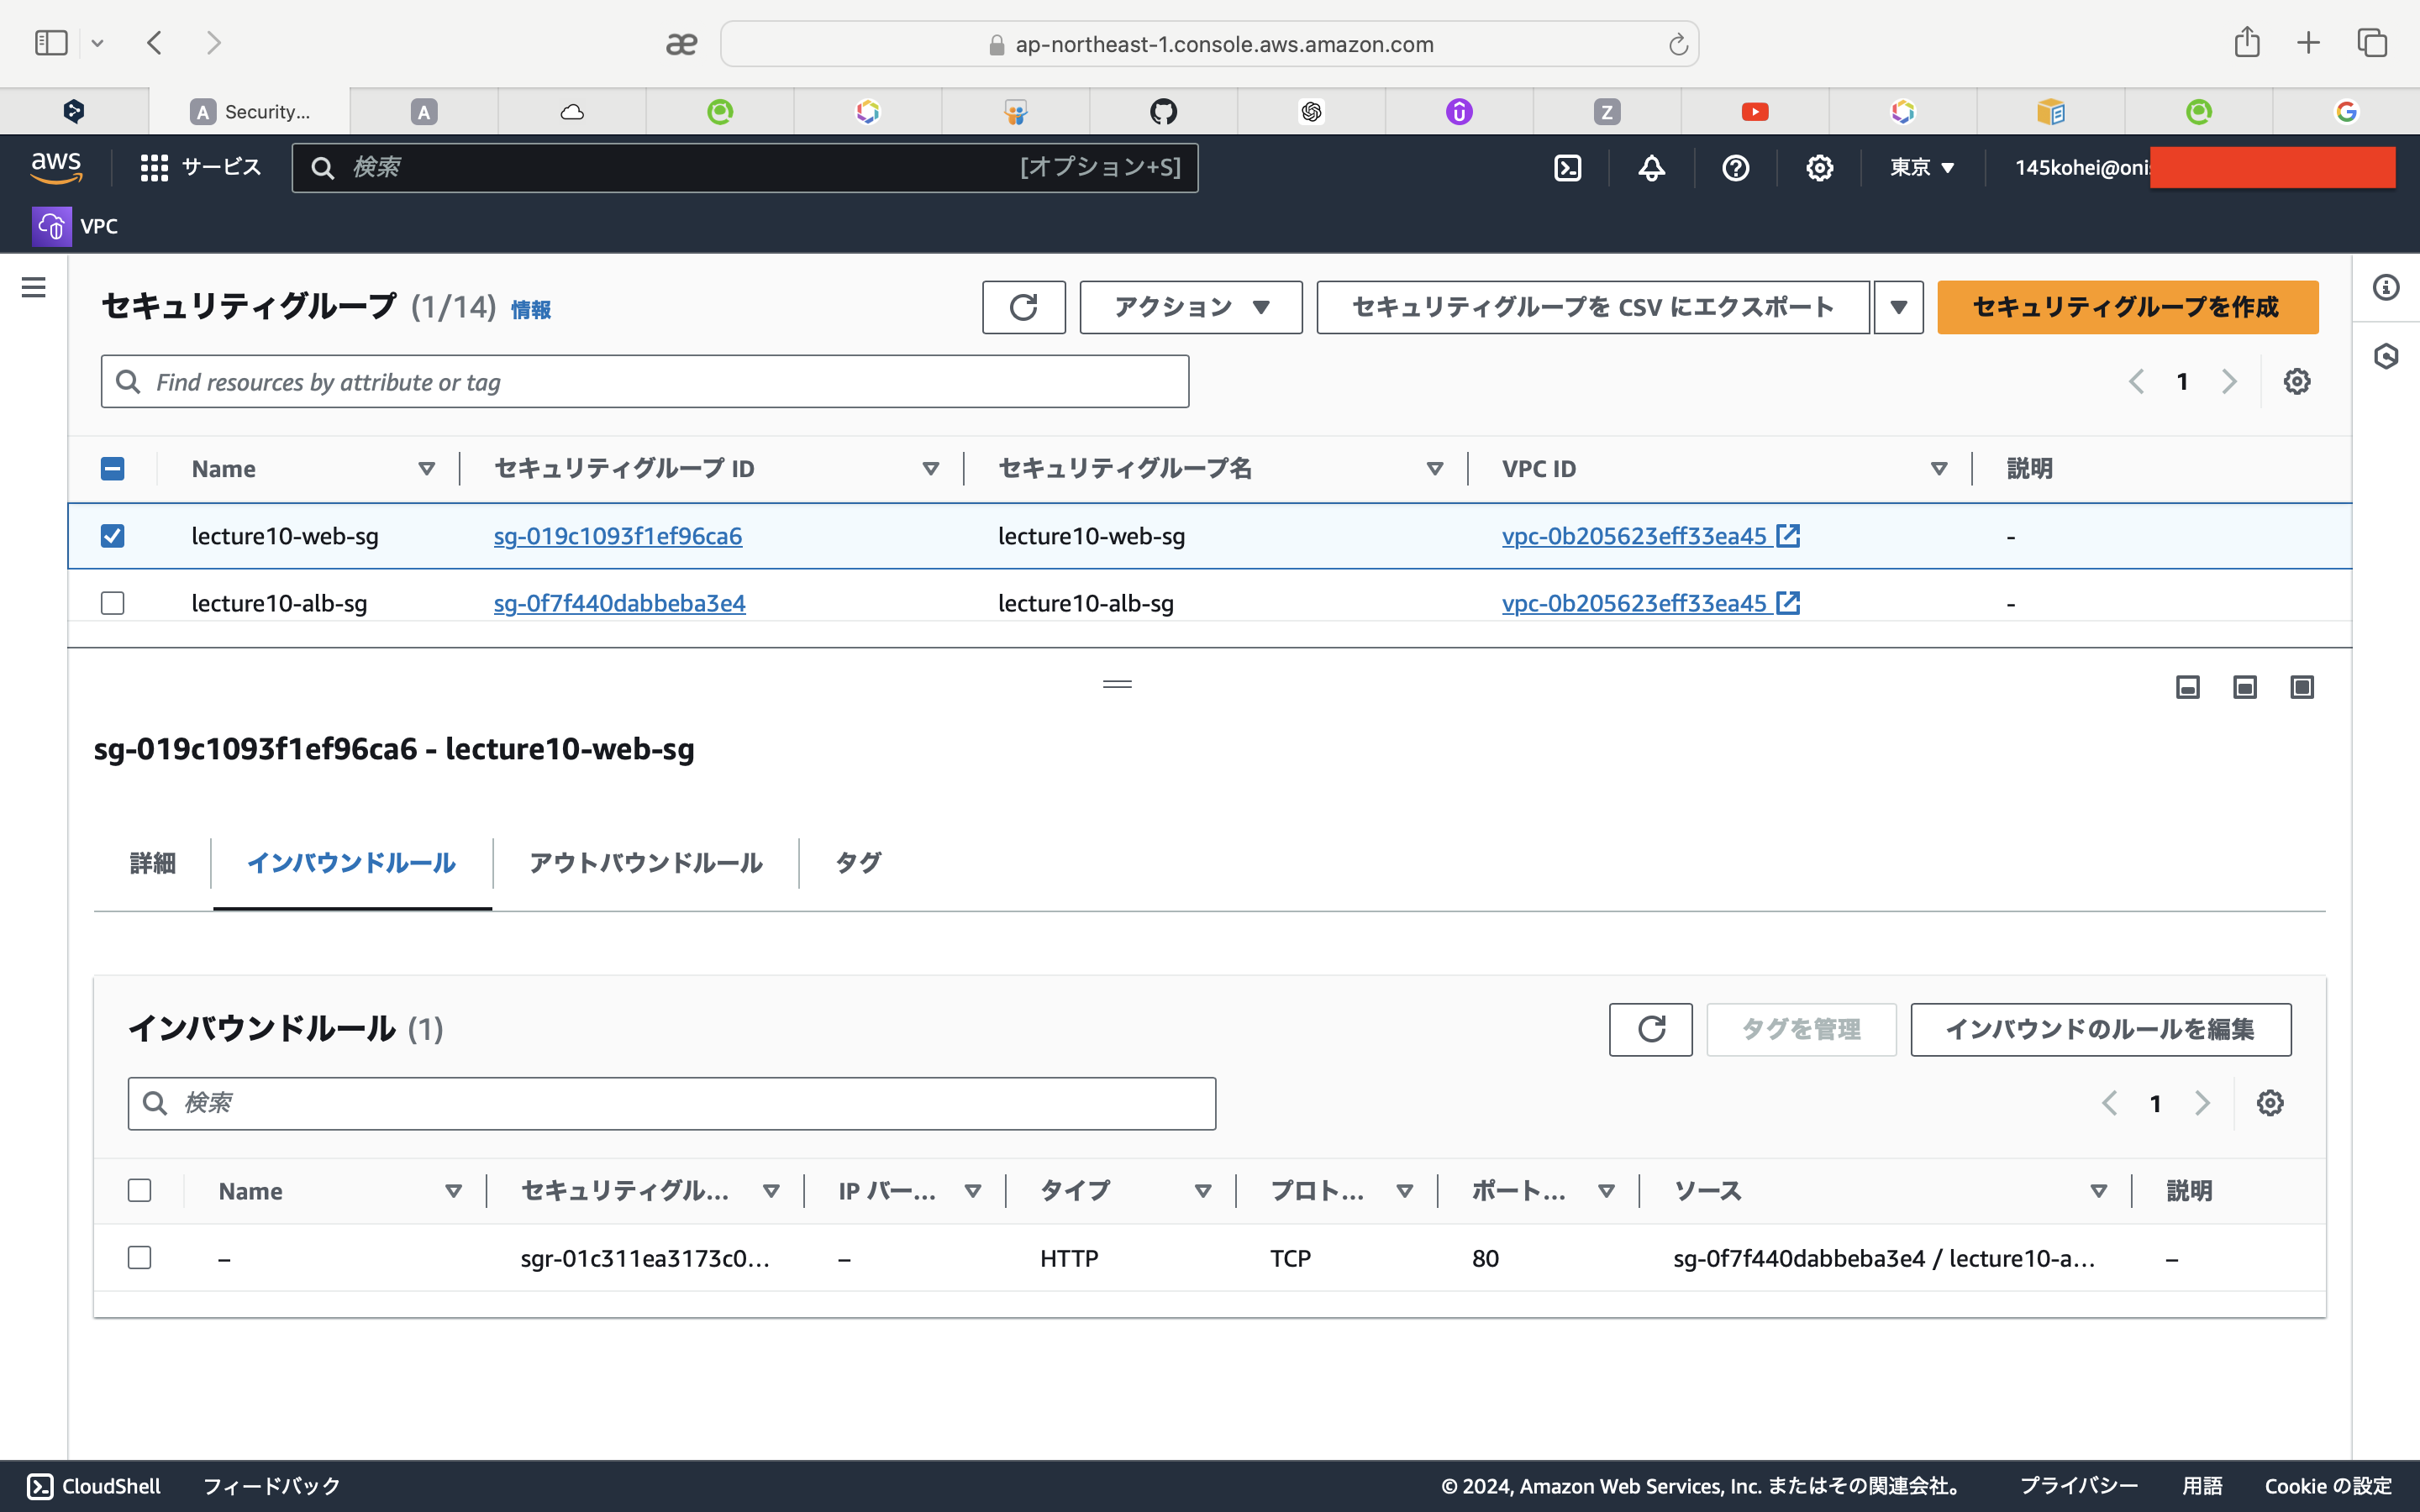 æ
ap-northeast-1.console.aws.amazon.com
A Security...
A
Z
aws
サービス
検索
[オプション+S]
東京
145kohei@oni
VPC
セキュリティグループ (1/14) 情報
アクション
セキュリティグループを CSV にエクスポート
セキュリティグループを作成
Find resources by attribute or tag
1
Name セキュリティグループ ID セキュリティグループ名 VPC ID 説明
lecture10-web-sg sg-019c1093f1ef96ca6 lecture10-web-sg vpc-0b205623eff33ea45 -
lecture10-alb-sg sg-0f7f440dabbeba3e4 lecture10-alb-sg vpc-0b205623eff33ea45 -
sg-019c1093f1ef96ca6 - lecture10-web-sg
詳細 インバウンドルール アウトバウンドルール タグ
インバウンドルール (1)
タグを管理
インバウンドのルールを編集
検索
1
Name セキュリティグル... IP バー... タイプ プロト... ポート... ソース 説明
– sgr-01c311ea3173c0... – HTTP TCP 80 sg-0f7f440dabbeba3e4 / lecture10-a... –
CloudShell フィードバック © 2024, Amazon Web Services, Inc. またはその関連会社。 プライバシー 用語 Cookie の設定